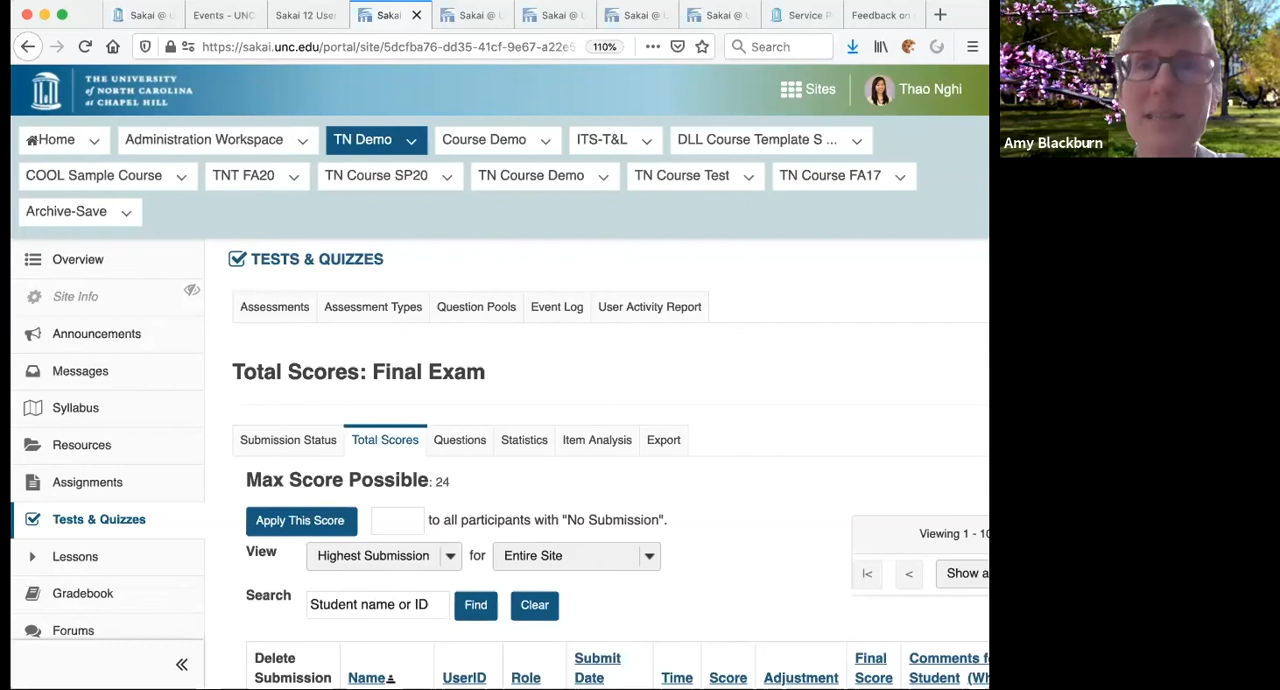 Sakai @ U
Events - UNC
Sakai 12 User
Sakai
Sakai @ U
Sakai @ U
Sakai @ U
Sakai @ U
Service P
Feedback on
https://sakai.unc.edu/portal/site/5dcfba76-dd35-41cf-9e67-a22e5
110%
Search
THE UNIVERSITY
of NORTH CAROLINA
at CHAPEL HILL
Sites
Thao Nghi
Amy Blackburn
Home
Administration Workspace
TN Demo
Course Demo
ITS-T&L
DLL Course Template S ...
COOL Sample Course
TNT FA20
TN Course SP20
TN Course Demo
TN Course Test
TN Course FA17
Archive-Save
Overview
Site Info
Announcements
Messages
Syllabus
Resources
Assignments
Tests & Quizzes
Lessons
Gradebook
Forums
TESTS & QUIZZES
Assessments
Assessment Types
Question Pools
Event Log
User Activity Report
Total Scores: Final Exam
Submission Status
Total Scores
Questions
Statistics
Item Analysis
Export
Max Score Possible: 24
Apply This Score to all participants with "No Submission".
View Highest Submission for Entire Site
Viewing 1 - 10
Show a
Search Student name or ID Find Clear
Delete Submission
Name
UserID
Role
Submit Date
Time
Score
Adjustment
Final Score
Comments f
Student (Wh